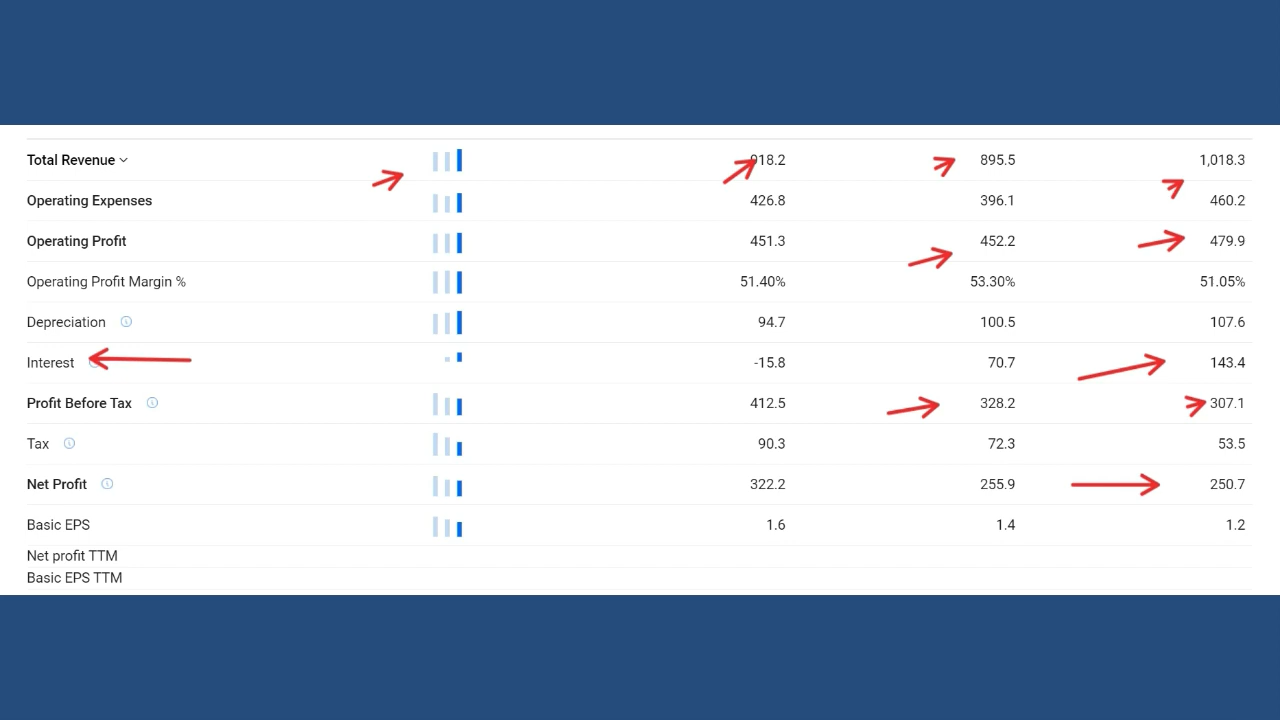 Total Revenue 918.2 895.5 1,018.3
Operating Expenses 426.8 396.1 460.2
Operating Profit 451.3 452.2 479.9
Operating Profit Margin % 51.40% 53.30% 51.05%
Depreciation 94.7 100.5 107.6
Interest -15.8 70.7 143.4
Profit Before Tax 412.5 328.2 307.1
Tax 90.3 72.3 53.5
Net Profit 322.2 255.9 250.7
Basic EPS 1.6 1.4 1.2
Net profit TTM
Basic EPS TTM